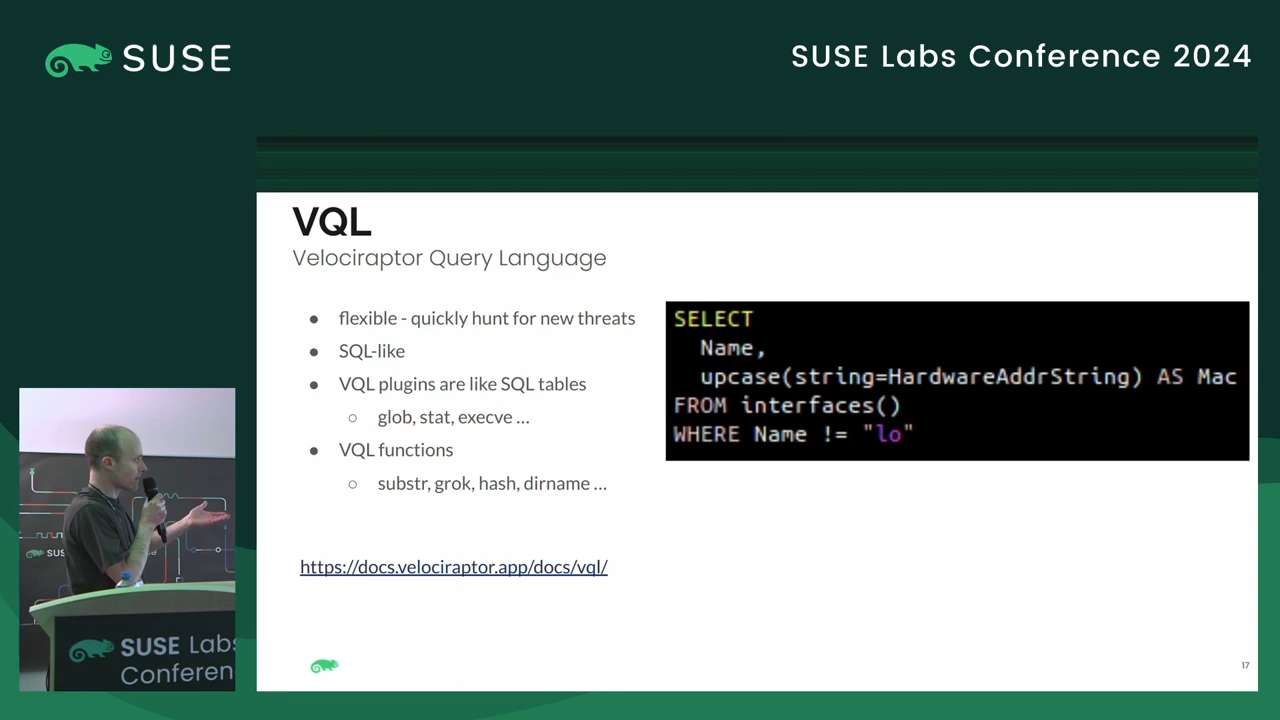 SUSE
SUSE Labs Conference 2024
VQL
Velociraptor Query Language
● flexible - quickly hunt for new threats
● SQL-like
● VQL plugins are like SQL tables
○ glob, stat, execve ...
● VQL functions
○ substr, grok, hash, dirname ...
https://docs.velociraptor.app/docs/vql/
SELECT
Name,
upcase(string=HardwareAddrString) AS Mac
FROM interfaces()
WHERE Name != "lo"
17
SUS
SUSE Labs
Conferen